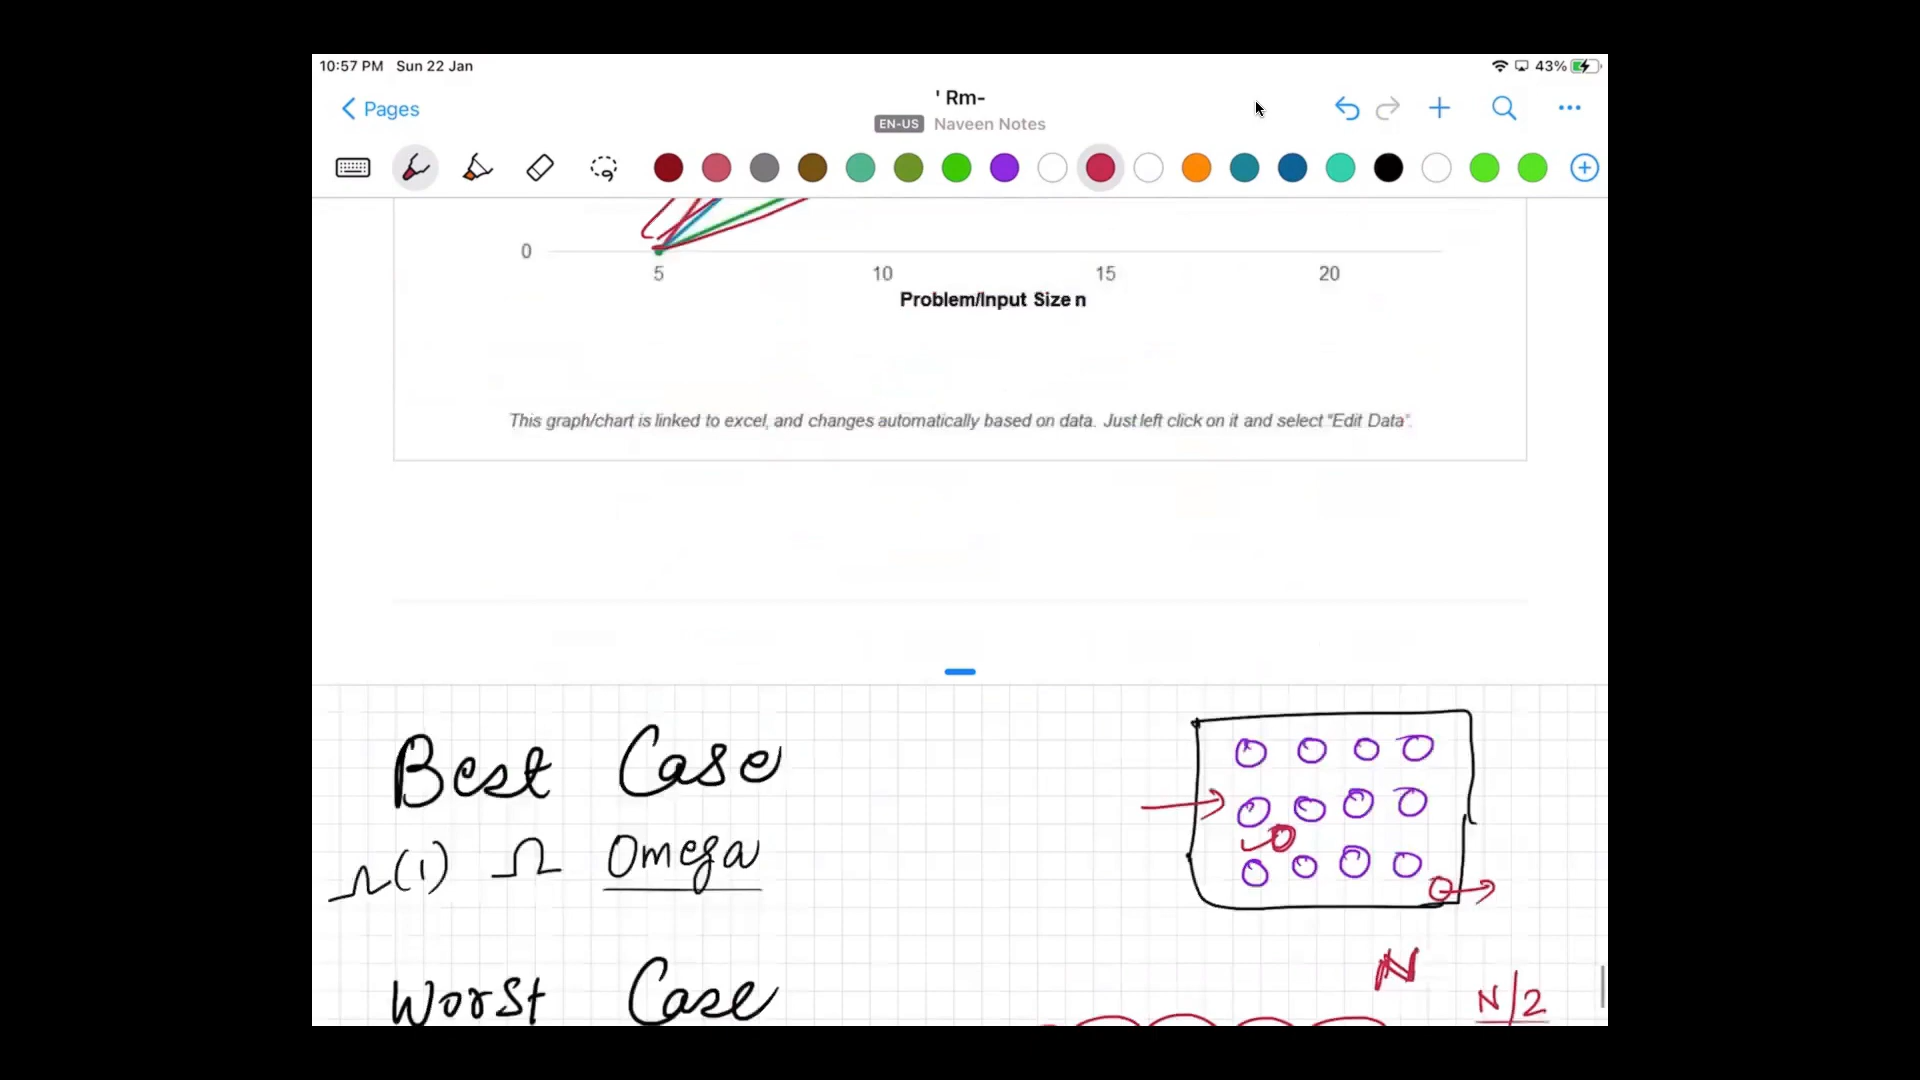 10:57 PM Sun 22 Jan 43%
Pages
' Rm-
EN-US Naveen Notes
0
5 10 15 20
Problem/Input Size n
This graph/chart is linked to excel, and changes automatically based on data. Just left click on it and select "Edit Data".
Best Case
Ω(1) Ω Omega
Worst Case
N
N/2